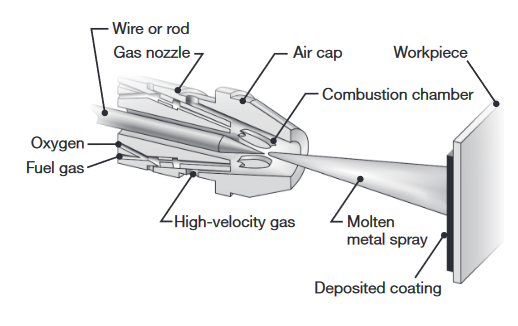 Wire or rod
Gas nozzle
Air cap
Workpiece
Combustion chamber
Oxygen
Fuel gas
High-velocity gas
Molten
metal spray
Deposited coating